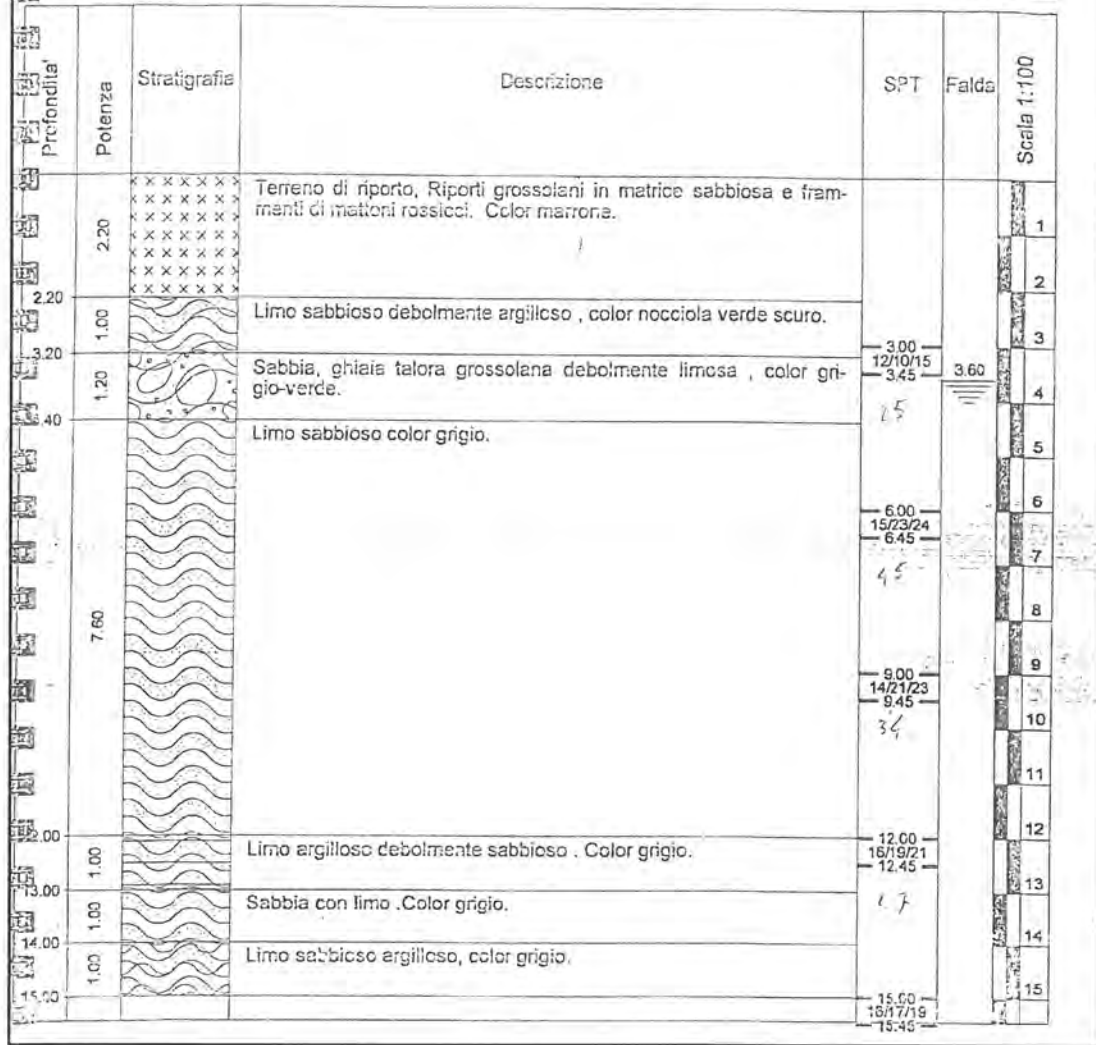 Profondita'
Potenza
Stratigrafia
Descrizione
SPT
Falda
Scala 1:100
2.20
Terreno di riporto, Riporti grossolani in matrice sabbiosa e fram-
menti di mattoni rossicci. Color marrone.
1
2
2.20
1.00
Limo sabbioso debolmente argilloso , color nocciola verde scuro.
3.00
12/10/15
3.45
3
3.20
1.20
Sabbia, ghiaia talora grossolana debolmente limosa , color gri-
gio-verde.
3.60
4
25
.40
Limo sabbioso color grigio.
5
6
6.00
15/23/24
6.45
7
45
8
7.60
9
9.00
14/21/23
9.45
10
11
12
12.00
1.00
Limo argilloso debolmente sabbioso . Color grigio.
12.00
16/19/21
12.45
13
13.00
1.00
Sabbia con limo .Color grigio.
14
14.00
1.00
Limo sabbioso argilloso, color grigio.
15
15.00
15.00
16/17/19
15.45